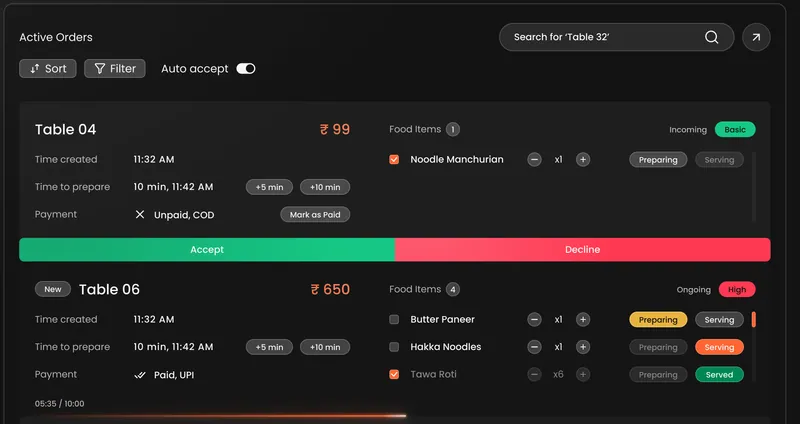 Active Orders
Search for ‘Table 32’
Sort
Filter
Auto accept
Table 04
₹ 99
Food Items 1
Incoming
Basic
Time created
11:32 AM
Noodle Manchurian
x1
Preparing
Serving
Time to prepare
10 min, 11:42 AM
+5 min
+10 min
Payment
Unpaid, COD
Mark as Paid
Accept
Decline
New
Table 06
₹ 650
Food Items 4
Ongoing
High
Time created
11:32 AM
Butter Paneer
x1
Preparing
Serving
Time to prepare
10 min, 11:42 AM
+5 min
+10 min
Hakka Noodles
x1
Preparing
Serving
Payment
Paid, UPI
Tawa Roti
x6
Preparing
Served
05:35 / 10:00